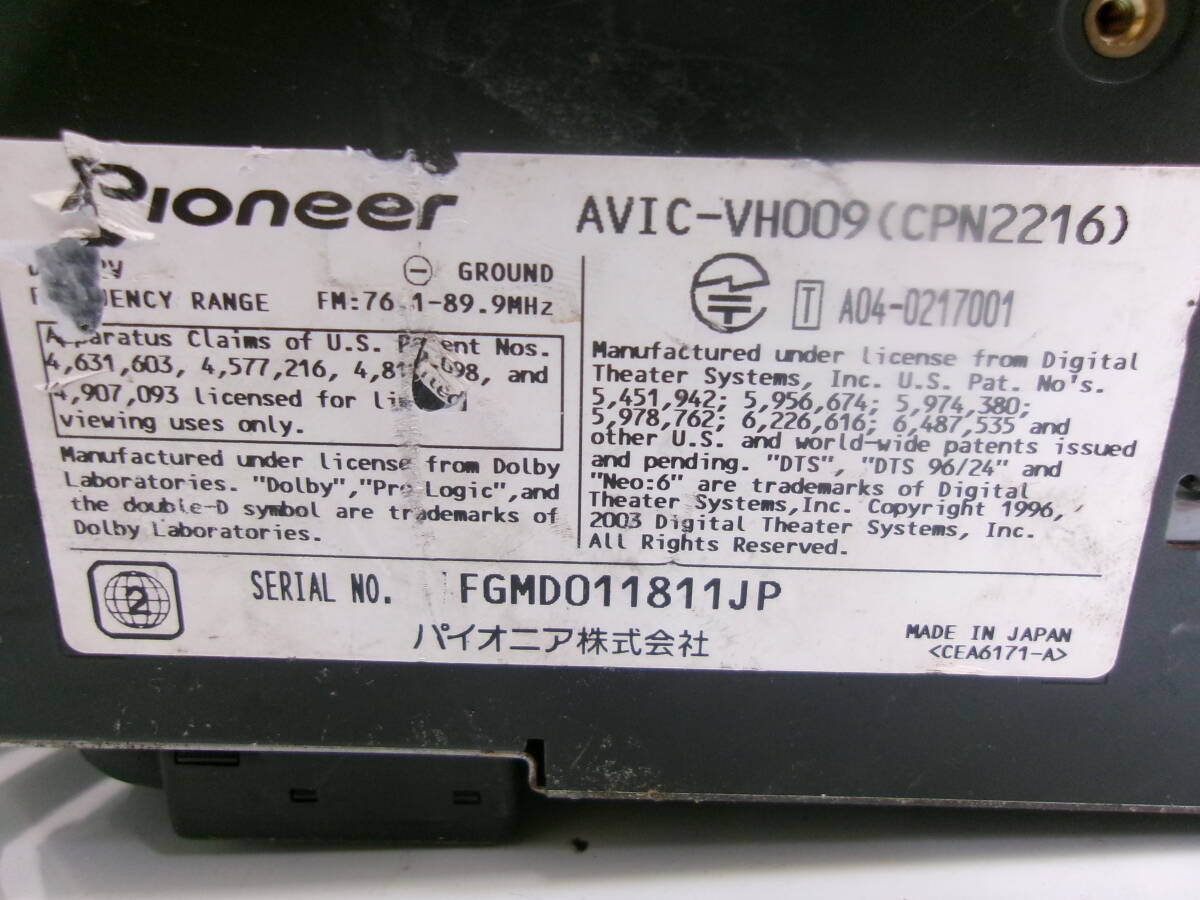 Pioneer
AVIC-VH009(CPN2216)
GROUND
RANGE FM:76.1-89.9MHz
T A04-0217001
Apparatus Claims of U.S. Patent Nos.
4,631,603, 4,577,216, and
4,907,093 licensed for
viewing uses only.
Manufactured under license from Dolby
Laboratories. "Dolby","Pro Logic",and
the double-D symbol are trademarks of
Dolby Laboratories.
Manufactured under license from Digital
Theater Systems, Inc. U.S. Pat. No's.
5,451,942; 5,956,674; 5,974,380;
5,978,762; 6,226,616; 6,487,535 and
other U.S. and world-wide patents issued
and pending. "DTS", "DTS 96/24" and
"Neo:6" are trademarks of Digital
Theater Systems,Inc. Copyright 1996,
2003 Digital Theater Systems, Inc.
All Rights Reserved.
2
SERIAL NO. FGMD011811JP
パイオニア株式会社
MADE IN JAPAN
<CEA6171-A>